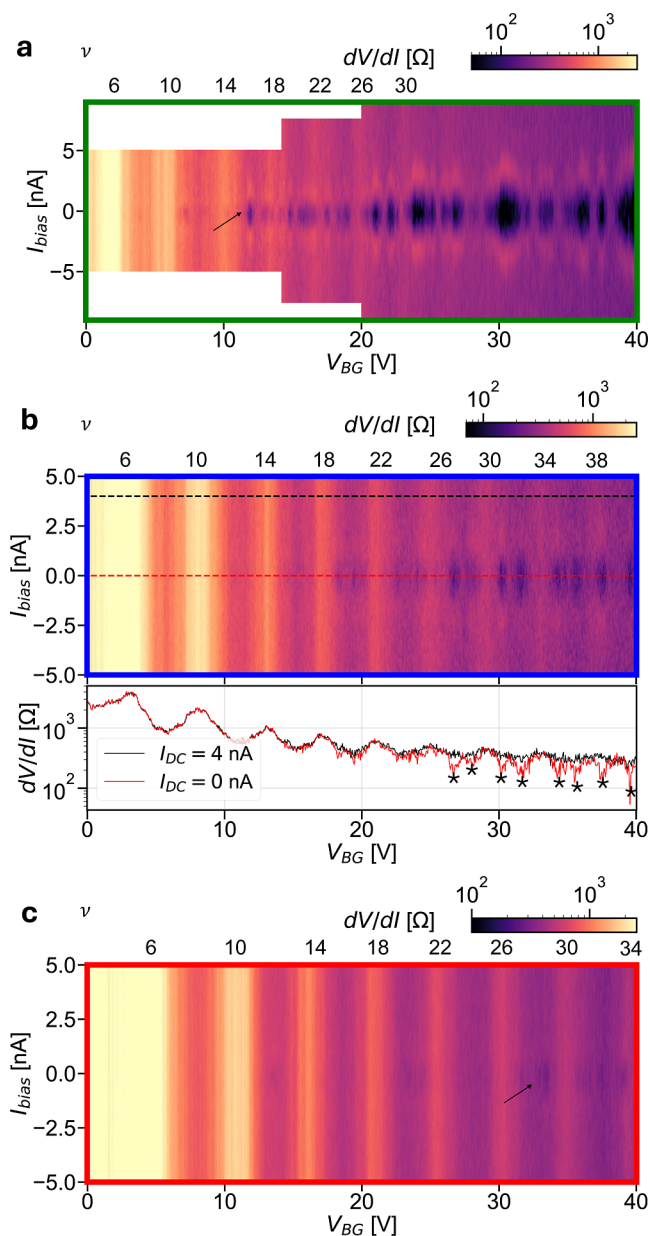 a
ν dV/dI [Ω] 10² 10³
6 10 14 18 22 26 30
5
0
−5
I_bias [nA]
0 10 20 30 40
V_BG [V]
b
ν dV/dI [Ω] 10² 10³
6 10 14 18 22 26 30 34 38
5.0
2.5
0.0
−2.5
−5.0
I_bias [nA]
10³
10²
dV/dI [Ω]
I_DC = 4 nA
I_DC = 0 nA
* * * * * * * *
0 10 20 30 40
V_BG [V]
c
ν dV/dI [Ω] 10² 10³
6 10 14 18 22 26 30 34
5.0
2.5
0.0
−2.5
−5.0
I_bias [nA]
0 10 20 30 40
V_BG [V]